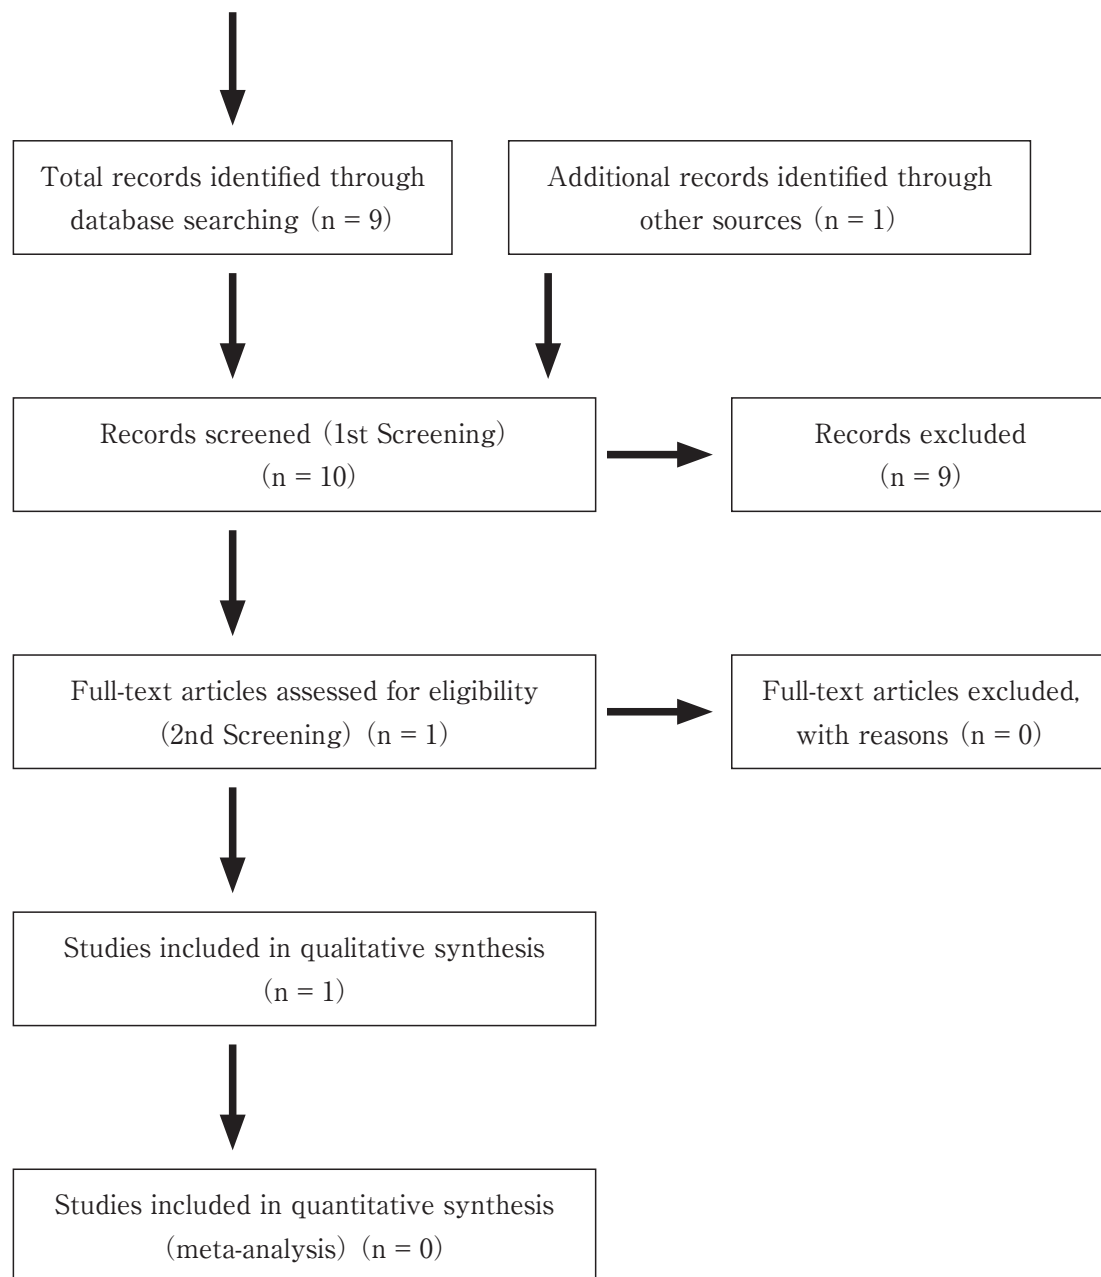 Total records identified through
database searching (n = 9)
Additional records identified through
other sources (n = 1)
Records screened (1st Screening)
(n = 10)
Records excluded
(n = 9)
Full-text articles assessed for eligibility
(2nd Screening) (n = 1)
Full-text articles excluded,
with reasons (n = 0)
Studies included in qualitative synthesis
(n = 1)
Studies included in quantitative synthesis
(meta-analysis) (n = 0)